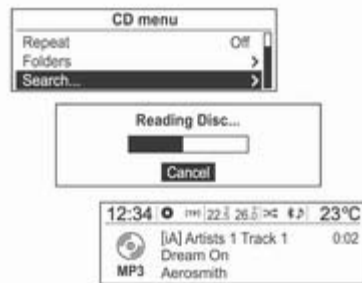 CD menu
Repeat Off
Folders >
Search... >
Reading Disc...
Cancel
12:34 22.5 26.0 23°C
[iA] Artists 1 Track 1 0:02
Dream On
MP3 Aerosmith